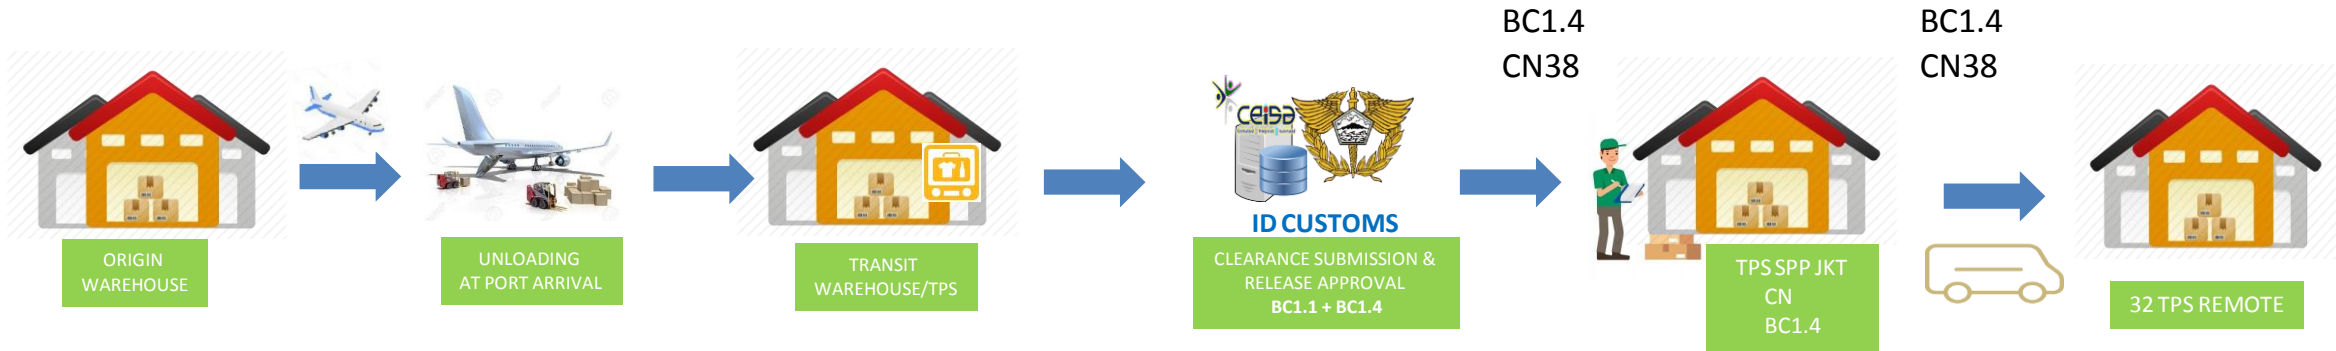 ORIGIN
WAREHOUSE
UNLOADING
AT PORT ARRIVAL
TRANSIT
WAREHOUSE/TPS
ceisa
ID CUSTOMS
CLEARANCE SUBMISSION &
RELEASE APPROVAL
BC1.1 + BC1.4
BC1.4
CN38
TPS SPP JKT
CN
BC1.4
BC1.4
CN38
32 TPS REMOTE